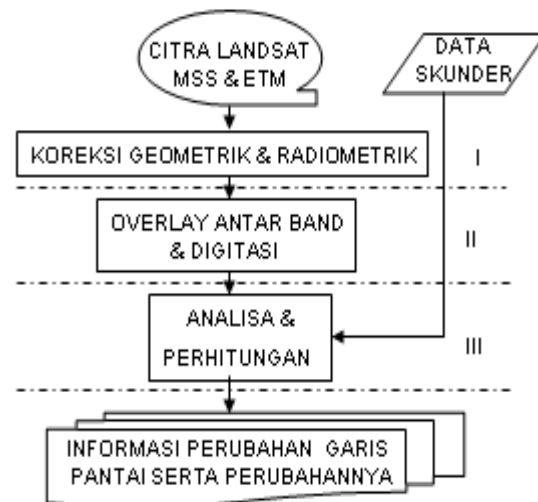 CITRA LANDSAT
MSS & ETM
DATA
SKUNDER
KOREKSI GEOMETRIK & RADIOMETRIK
I
OVERLAY ANTAR BAND
& DIGITASI
II
ANALISA &
PERHITUNGAN
III
INFORMASI PERUBAHAN GARIS
PANTAI SERTA PERUBAHANNYA